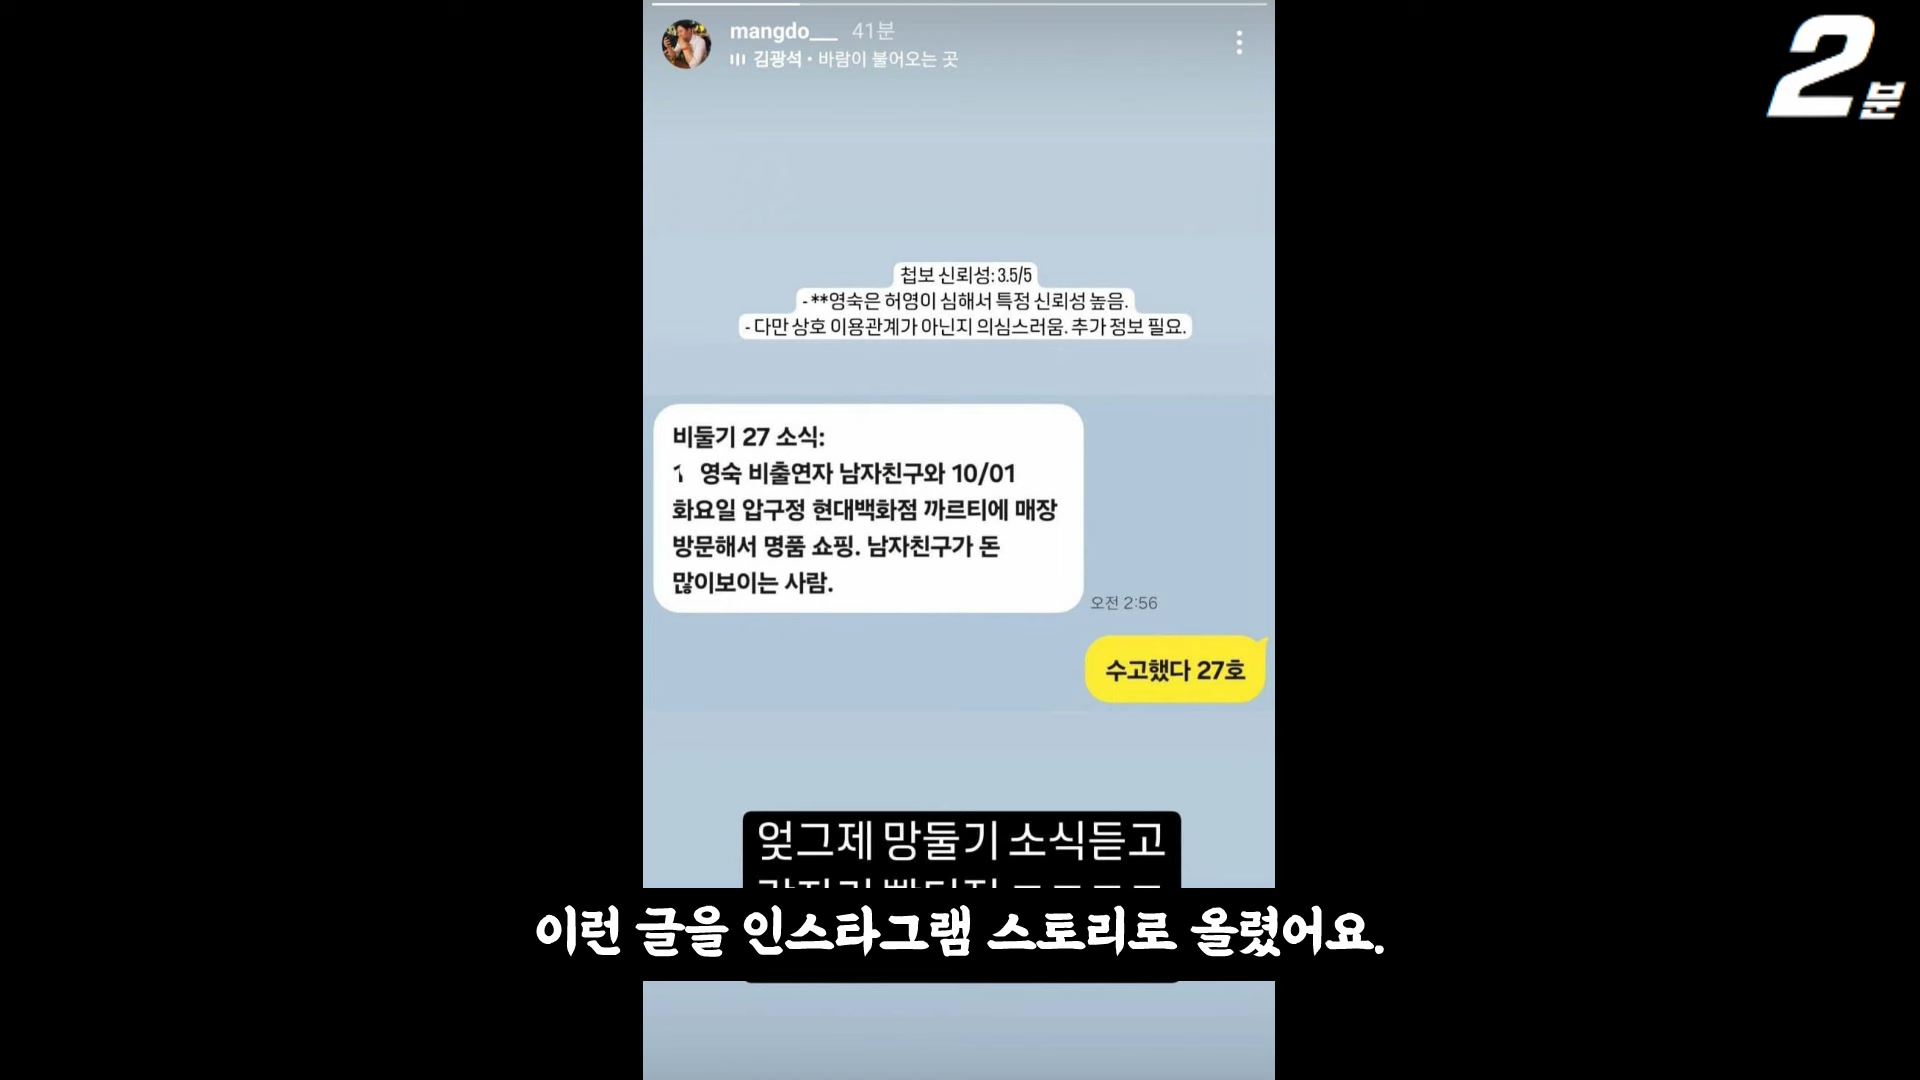 mangdo___ 41분
김광석 • 바람이 불어오는 곳
2분
첩보 신뢰성: 3.5/5
- **영숙은 허영이 심해서 특정 신뢰성 높음.
- 다만 상호 이용관계가 아닌지 의심스러움. 추가 정보 필요.
비둘기 27 소식:
1 영숙 비출연자 남자친구와 10/01
화요일 압구정 현대백화점 까르티에 매장
방문해서 명품 쇼핑. 남자친구가 돈
많이보이는 사람.
오전 2:56
수고했다 27호
엊그제 망둘기 소식듣고
이런 글을 인스타그램 스토리로 올렸어요.